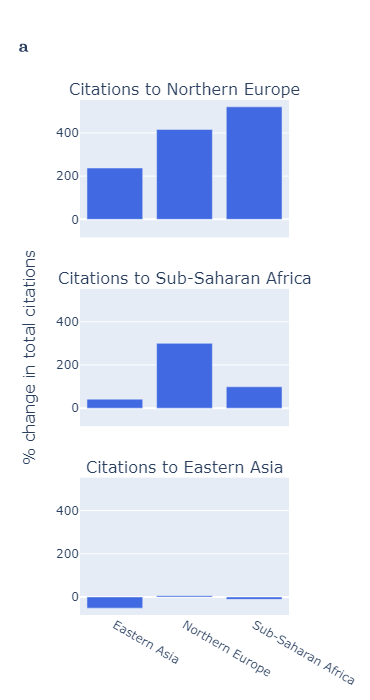 a
Citations to Northern Europe
400
200
0
Citations to Sub-Saharan Africa
400
200
0
% change in total citations
Citations to Eastern Asia
400
200
0
Eastern Asia
Northern Europe
Sub-Saharan Africa